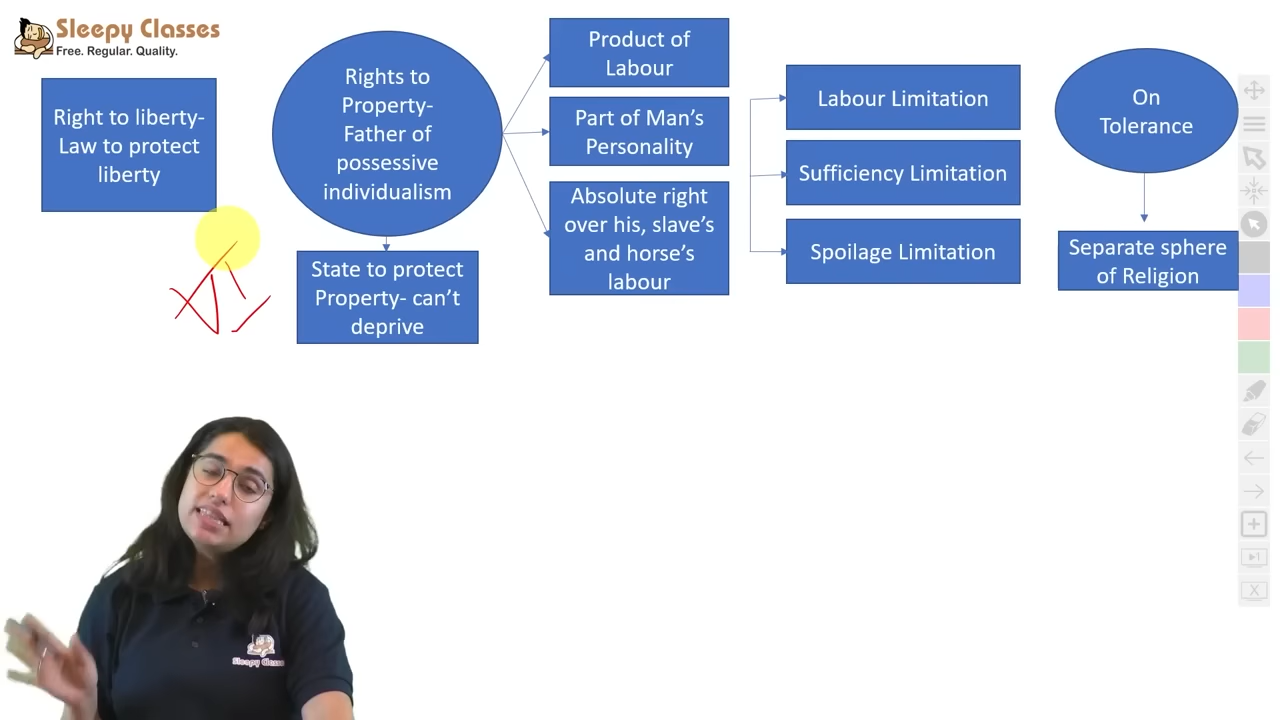 Sleepy Classes
Free. Regular. Quality.
Right to liberty-
Law to protect
liberty
Rights to
Property-
Father of
possessive
individualism
State to protect
Property- can't
deprive
Product of
Labour
Part of Man's
Personality
Absolute right
over his, slave's
and horse's
labour
Labour Limitation
Sufficiency Limitation
Spoilage Limitation
On
Tolerance
Separate sphere
of Religion
Sleepy Classes